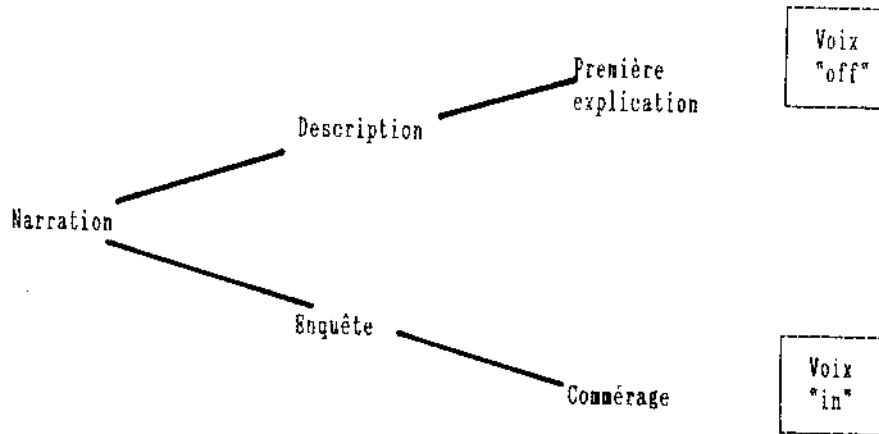 Voix
"off"
Première
explication
Description
Narration
Enquête
Commérage
Voix
"in"